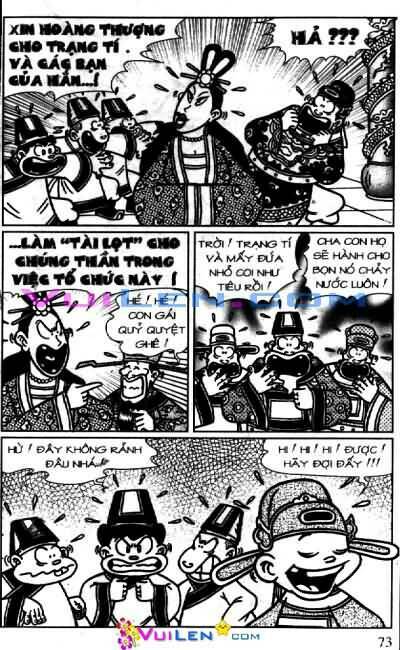 XIN HOÀNG THƯỢNG
CHO TRẠNG TÍ
VÀ CÁC BẠN
CỦA HẮN...!
HẢ ???
...LÀM "TÀI LỌT" CHO
CHÚNG THẦN TRONG
VIỆC TỔ CHỨC NÀY !
HÉ ! HÉ !
CON GÁI
QUỶ QUYỆT
GHÊ !
TRỜI ! TRẠNG TÍ
VÀ MẤY ĐỨA
NHỎ COI NHƯ
TIÊU RỒI !
CHA CON HỌ
SẼ HÀNH CHO
BỌN NÓ CHẢY
NƯỚC LUÔN !
VUILEN.COM
HỪ ! ĐÂY KHÔNG RẢNH
ĐÂU NHÁ...!
HI ! HI ! HI ! ĐƯỢC !
HÃY ĐỢI ĐẤY !!!
VUILEN.COM
73